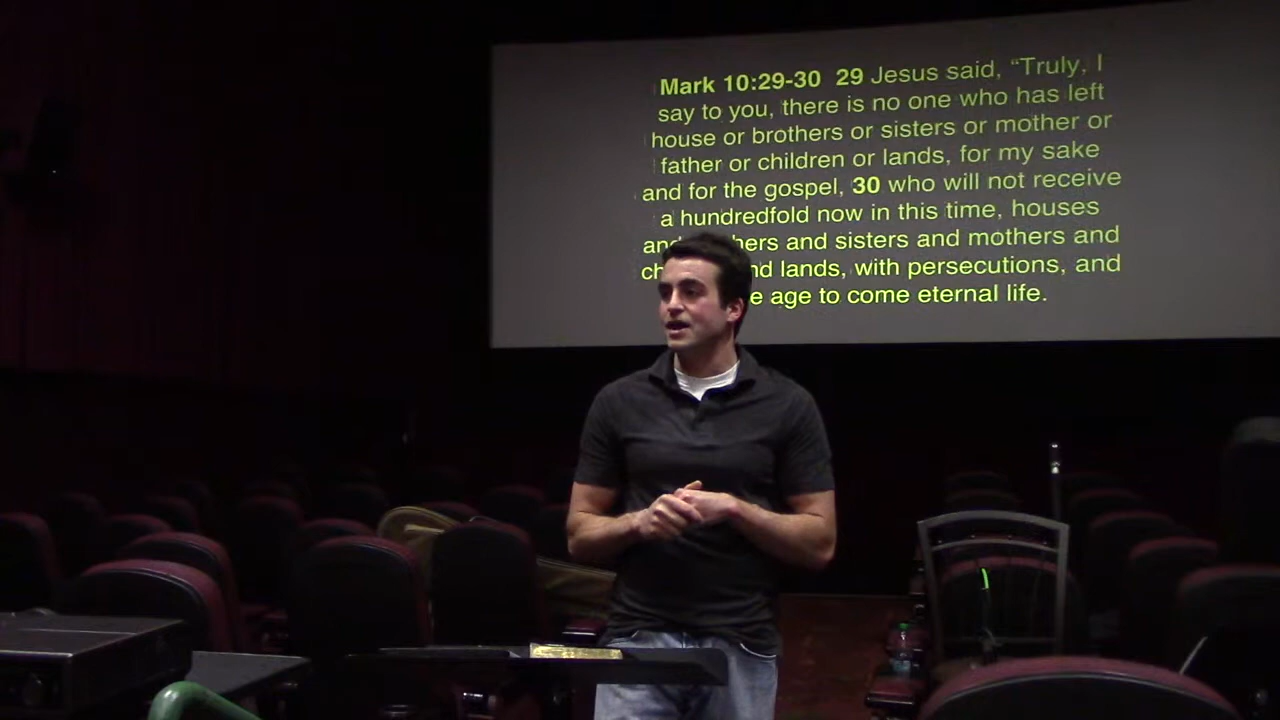 Mark 10:29-30 29 Jesus said, “Truly, I
say to you, there is no one who has left
house or brothers or sisters or mother or
father or children or lands, for my sake
and for the gospel, 30 who will not receive
a hundredfold now in this time, houses
and sisters and mothers and
lands, with persecutions, and
age to come eternal life.